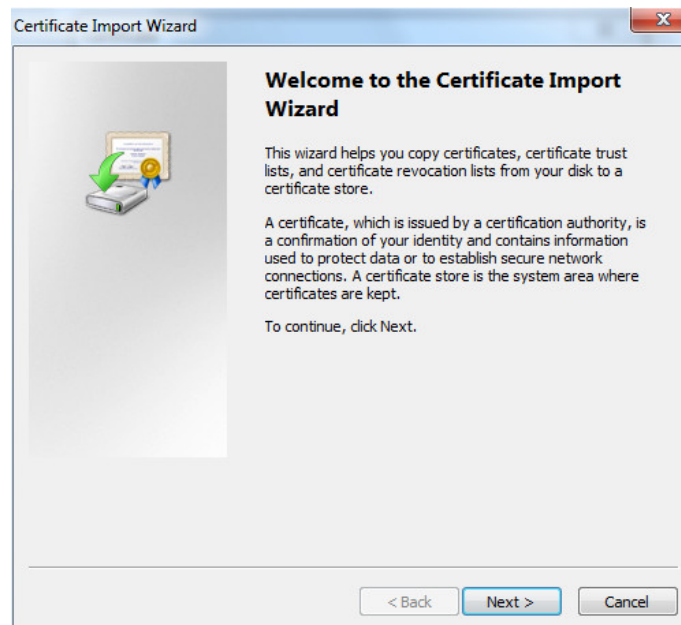 Certificate Import Wizard
Welcome to the Certificate Import
Wizard
This wizard helps you copy certificates, certificate trust
lists, and certificate revocation lists from your disk to a
certificate store.
A certificate, which is issued by a certification authority, is
a confirmation of your identity and contains information
used to protect data or to establish secure network
connections. A certificate store is the system area where
certificates are kept.
To continue, click Next.
< Back Next > Cancel